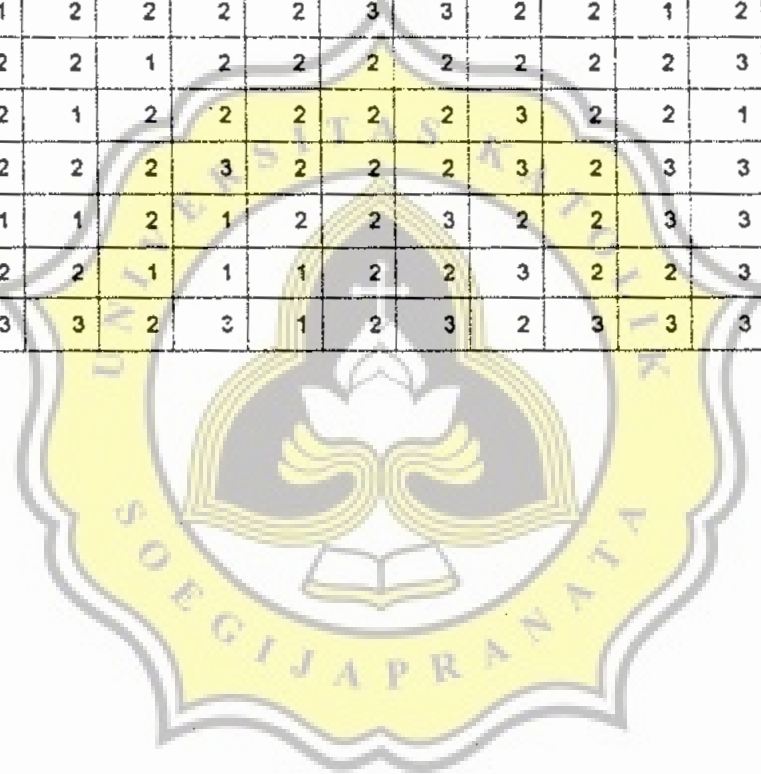 1 2 2 2 2 3 3 2 2 1 2
2 2 1 2 2 2 2 2 2 2 3
2 1 2 2 2 2 2 3 2 2 1
2 2 2 3 2 2 2 3 2 3 3
1 1 2 1 2 2 3 2 2 3 3
2 2 1 1 1 2 2 3 2 2 3
3 3 2 3 1 2 3 2 3 3 3
UNIVERSITAS KATOLIK
SOEGIJAPRANATA